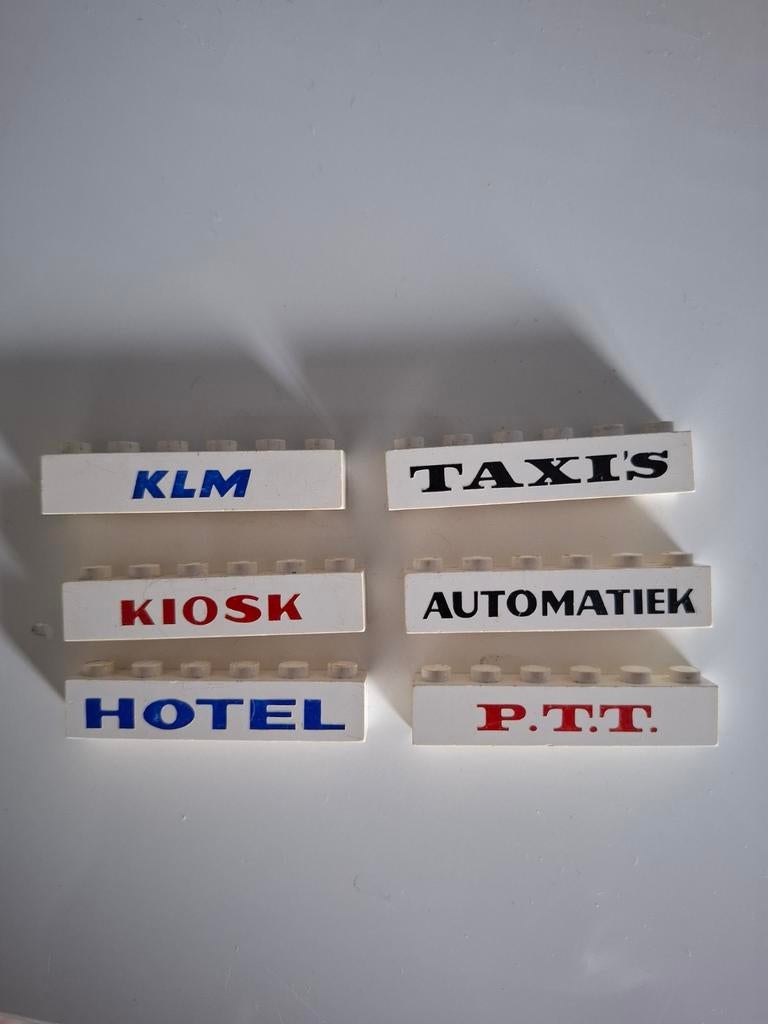 KLM
TAXI'S
KIOSK
AUTOMATIEK
HOTEL
P.T.T.